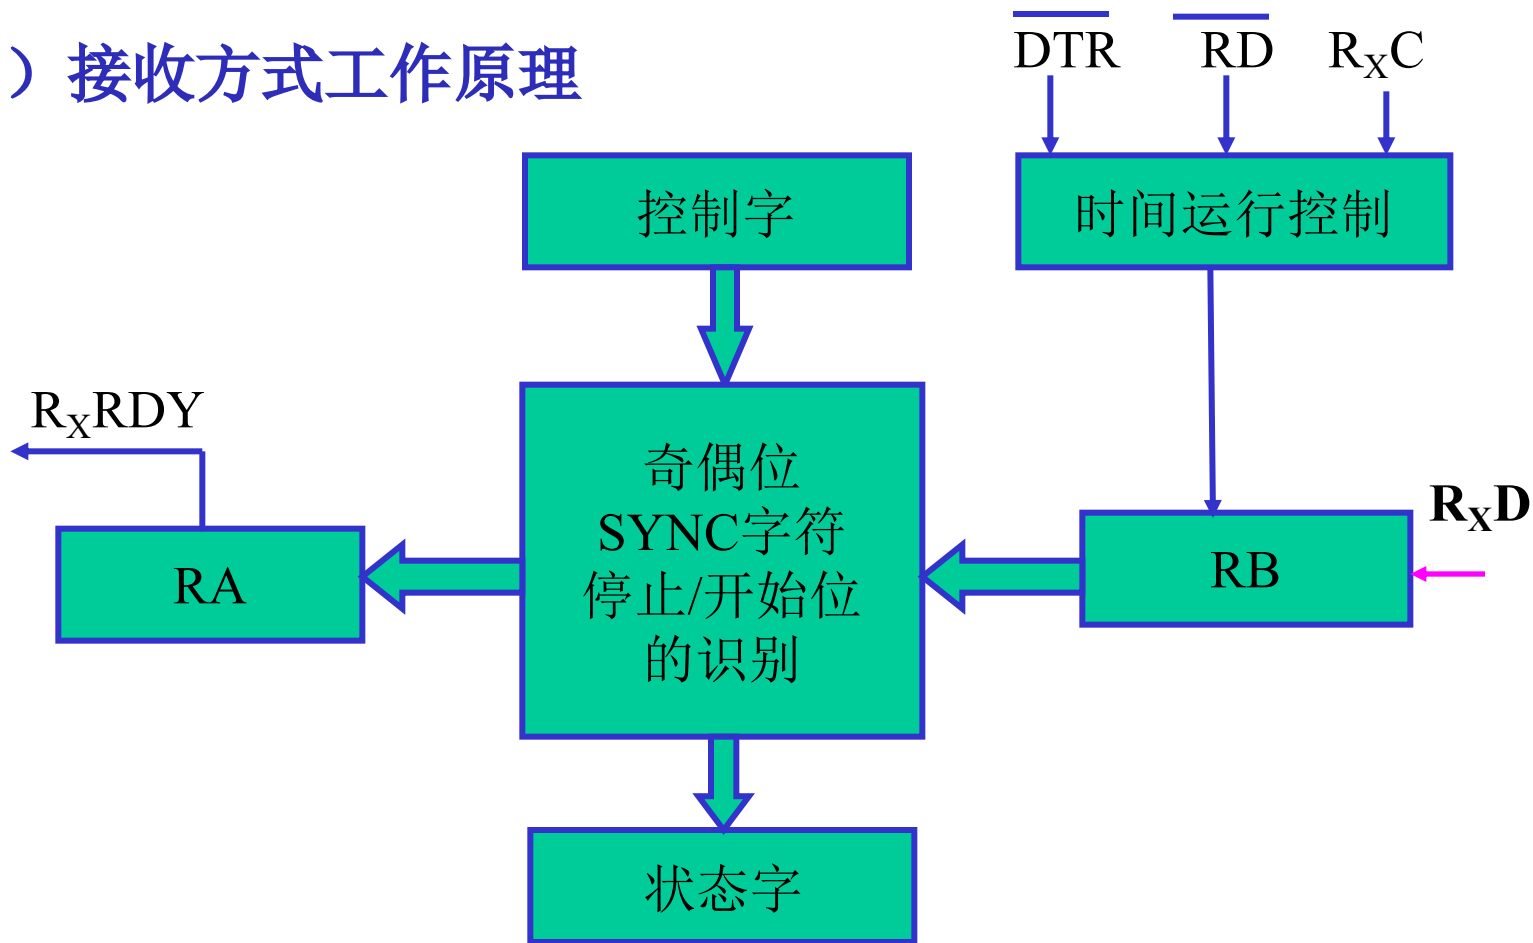 ）接收方式工作原理
DTR RD RXC
控制字
时间运行控制
RXRDY
奇偶位
SYNC字符
停止/开始位
的识别
RXD
RA
RB
状态字